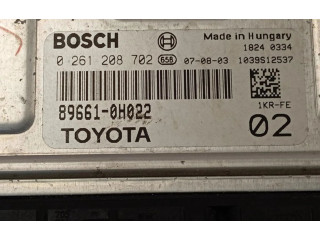 BOSCH Made in Hungary
1824 0334
0 261 208 702 658 07-08-03 1039S12537
1KR-FE
89661-0H022
TOYOTA 02